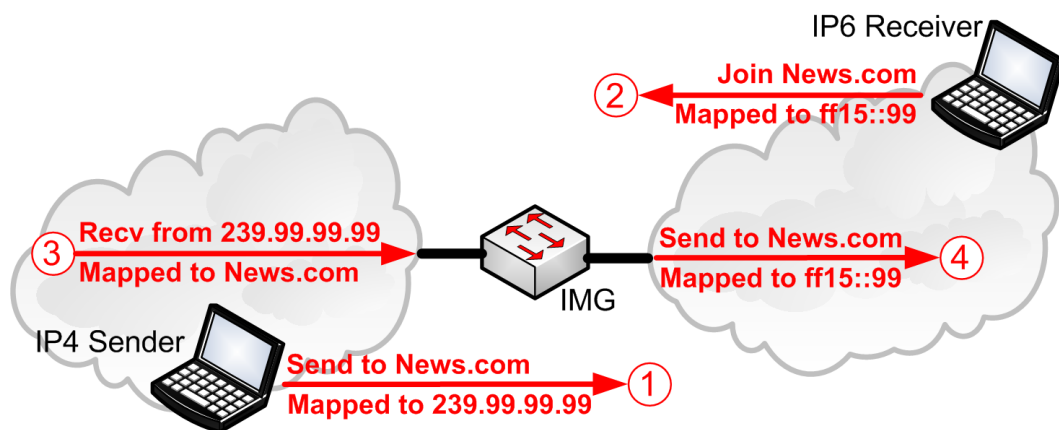 IP6 Receiver
Join News.com
2
Mapped to ff15::99
Recv from 239.99.99.99
3
Mapped to News.com
Send to News.com
4
Mapped to ff15::99
IMG
IP4 Sender
Send to News.com
1
Mapped to 239.99.99.99